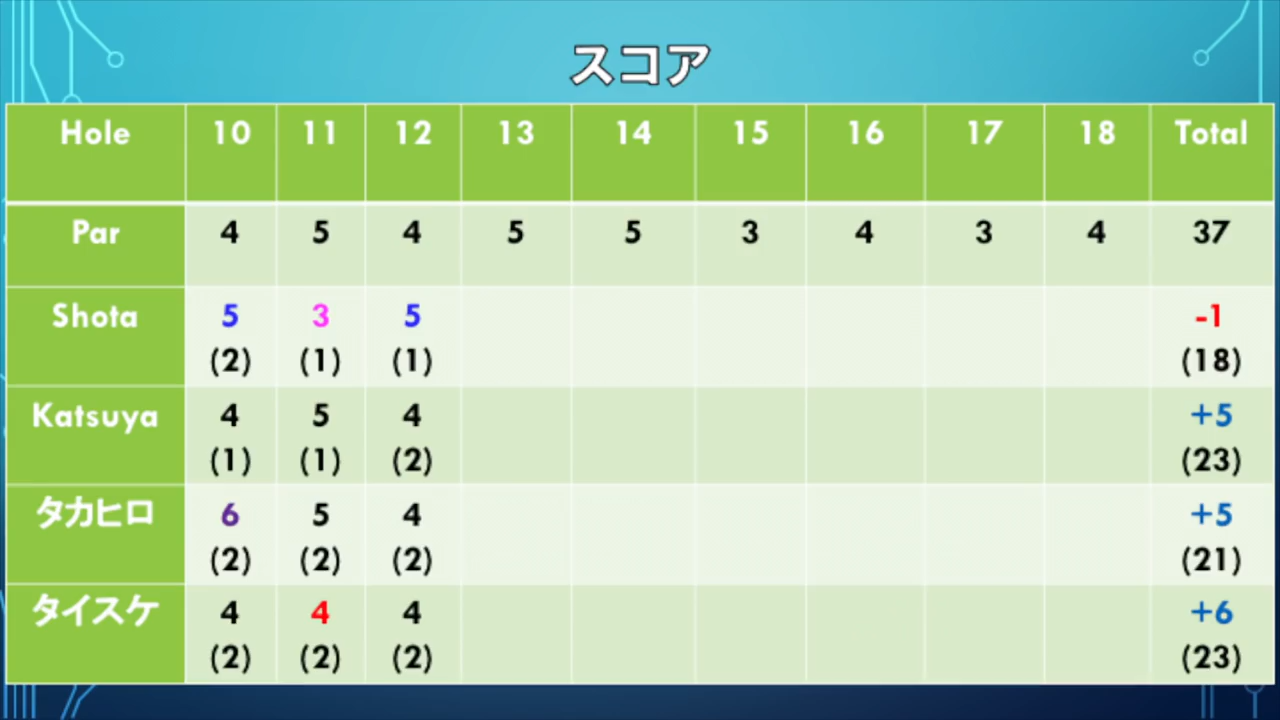 スコア
Hole 10 11 12 13 14 15 16 17 18 Total
Par 4 5 4 5 5 3 4 3 4 37
Shota 5 3 5 -1
(2) (1) (1) (18)
Katsuya 4 5 4 +5
(1) (1) (2) (23)
タカヒロ 6 5 4 +5
(2) (2) (2) (21)
タイスケ 4 4 4 +6
(2) (2) (2) (23)